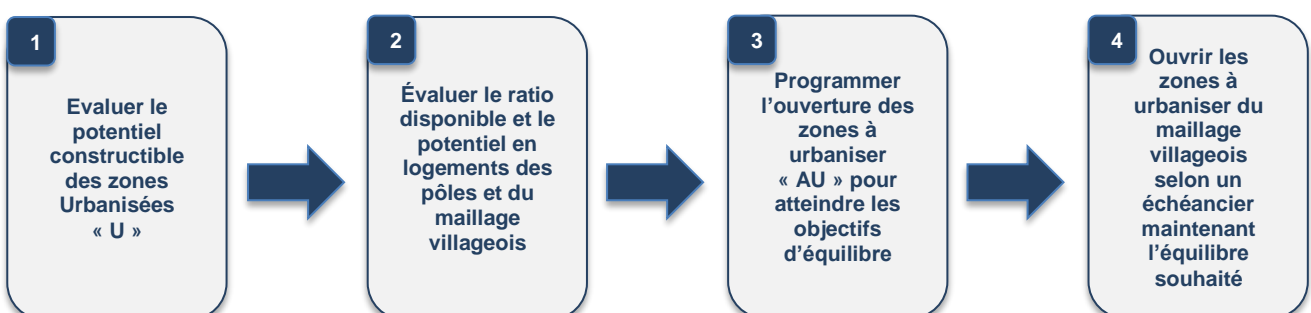 1
Evaluer le
potentiel
constructible
des zones
Urbanisées
« U »
2
Évaluer le ratio
disponible et le
potentiel en
logements des
pôles et du
maillage
villageois
3
Programmer
l’ouverture des
zones à
urbaniser
« AU » pour
atteindre les
objectifs
d’équilibre
4
Ouvrir les
zones à
urbaniser du
maillage
villageois
selon un
échéancier
maintenant
l’équilibre
souhaité